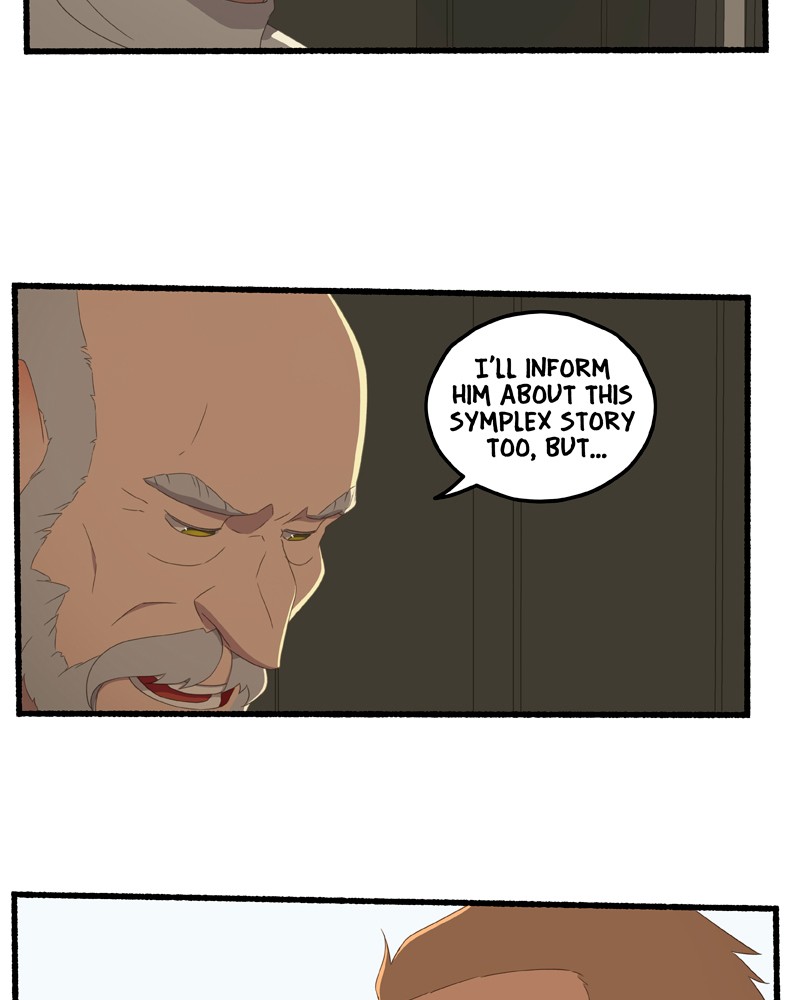 I'LL INFORM
HIM ABOUT THIS
SYMPLEX STORY
TOO, BUT...